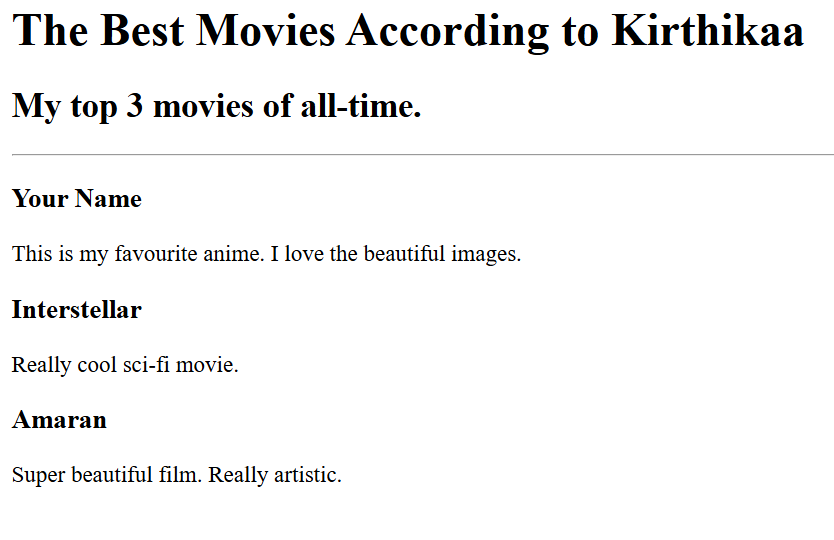 The Best Movies According to Kirthikaa
My top 3 movies of all-time.
Your Name
This is my favourite anime. I love the beautiful images.
Interstellar
Really cool sci-fi movie.
Amaran
Super beautiful film. Really artistic.